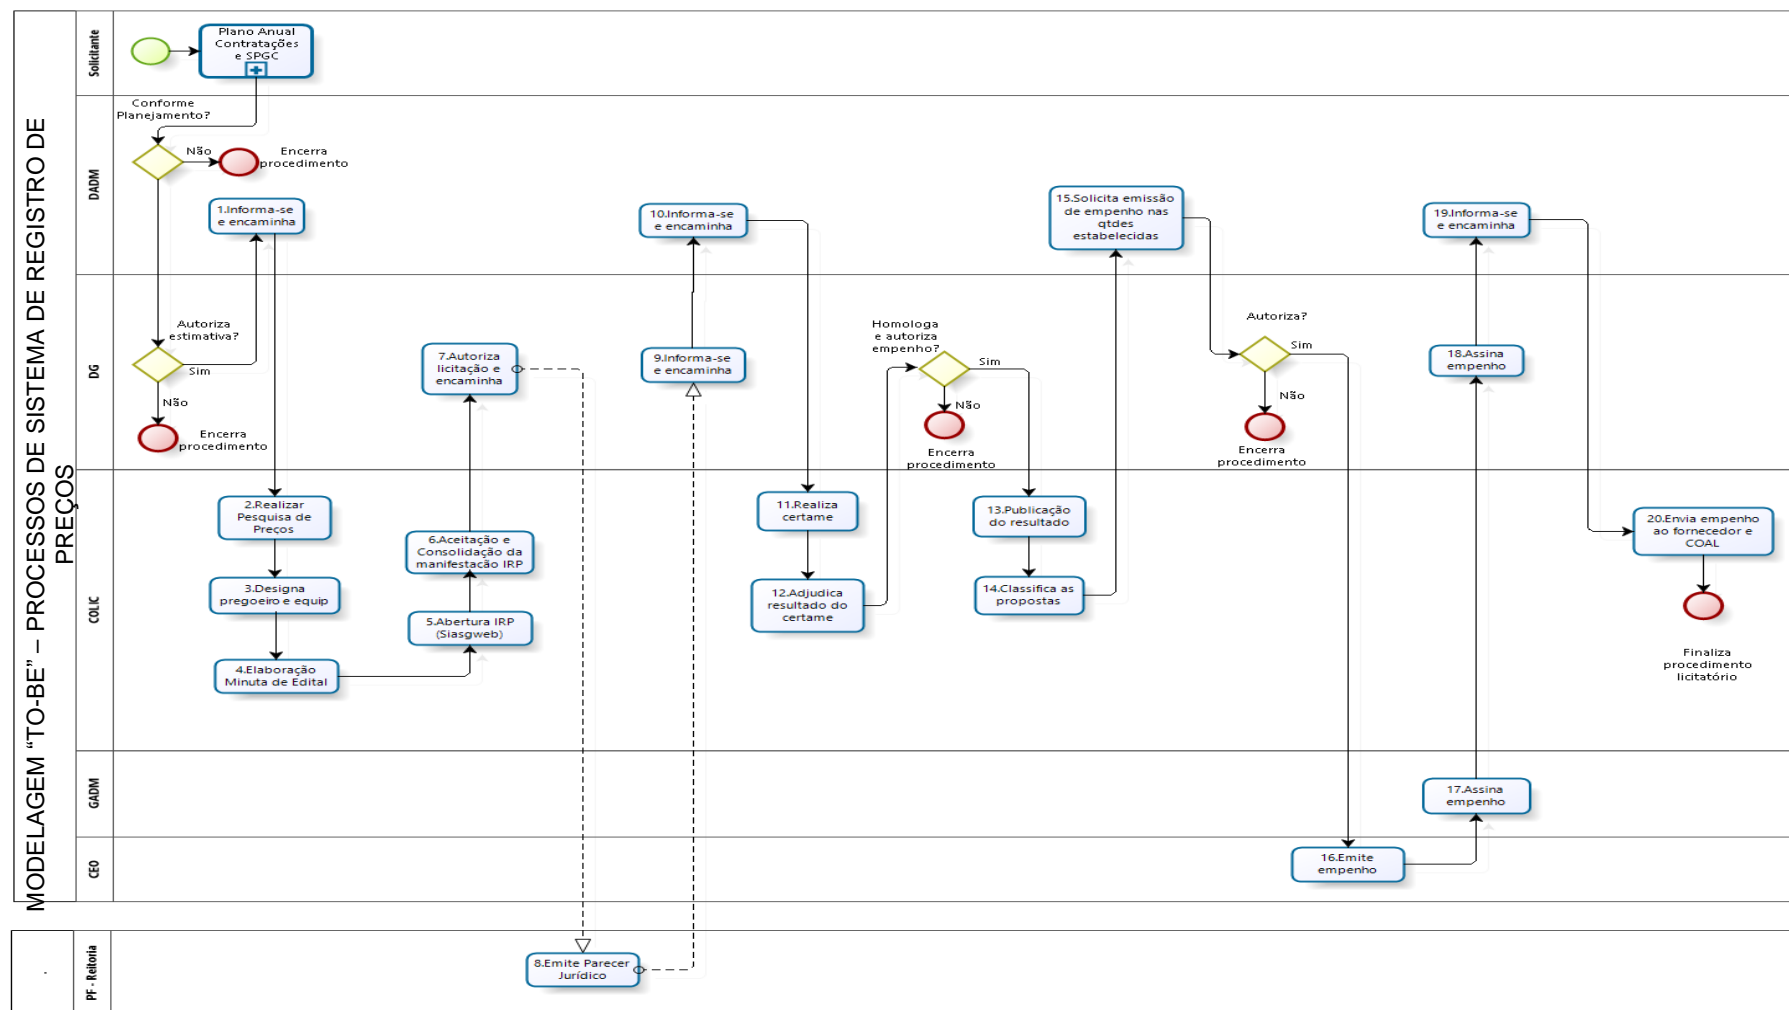 MODELAGEM “TO-BE” – PROCESSOS DE SISTEMA DE REGISTRO DE
PREÇOS
Solicitante
Plano Anual
Contratações
e SPGC
DADM
Conforme
Planejamento?
Não
Encerra
procedimento
1.Informa-se
e encaminha
10.Informa-se
e encaminha
15.Solicita emissão
de empenho nas
qtdes
estabelecidas
19.Informa-se
e encaminha
DG
Autoriza
estimativa?
Sim
Não
Encerra
procedimento
7.Autoriza
licitação e
encaminha
9.Informa-se
e encaminha
Homologa
e autoriza
empenho?
Sim
Não
Encerra
procedimento
Autoriza?
Sim
Não
Encerra
procedimento
18.Assina
empenho
COLIC
2.Realizar
Pesquisa de
Preços
3.Designa
pregoeiro e equip
4.Elaboração
Minuta de Edital
6.Aceitação e
Consolidação da
manifestação IRP
5.Abertura IRP
(Siasgweb)
11.Realiza
certame
12.Adjudica
resultado do
certame
13.Publicação
do resultado
14.Classifica as
propostas
20.Envia empenho
ao fornecedor e
COAL
Finaliza
procedimento
licitatório
GADM
17.Assina
empenho
CEO
16.Emite
empenho
.
PF - Reitoria
8.Emite Parecer
Jurídico